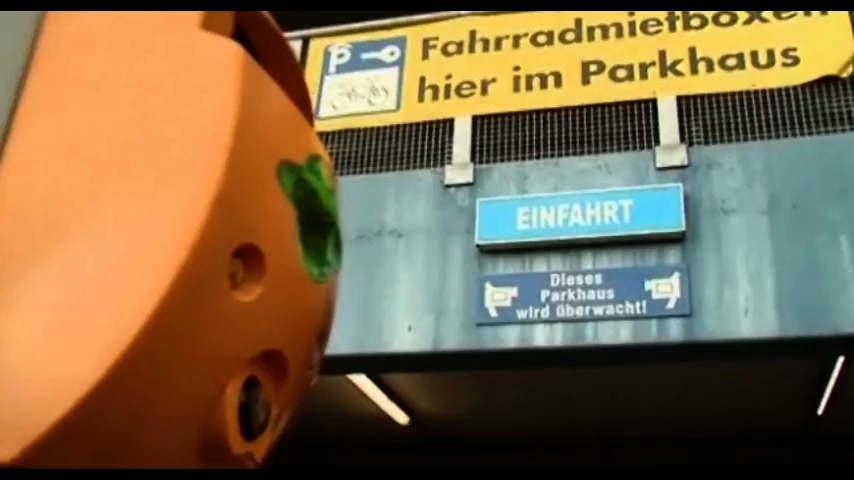 P
Fahrradmietboxen
hier im Parkhaus
EINFAHRT
Dieses
Parkhaus
wird überwacht!